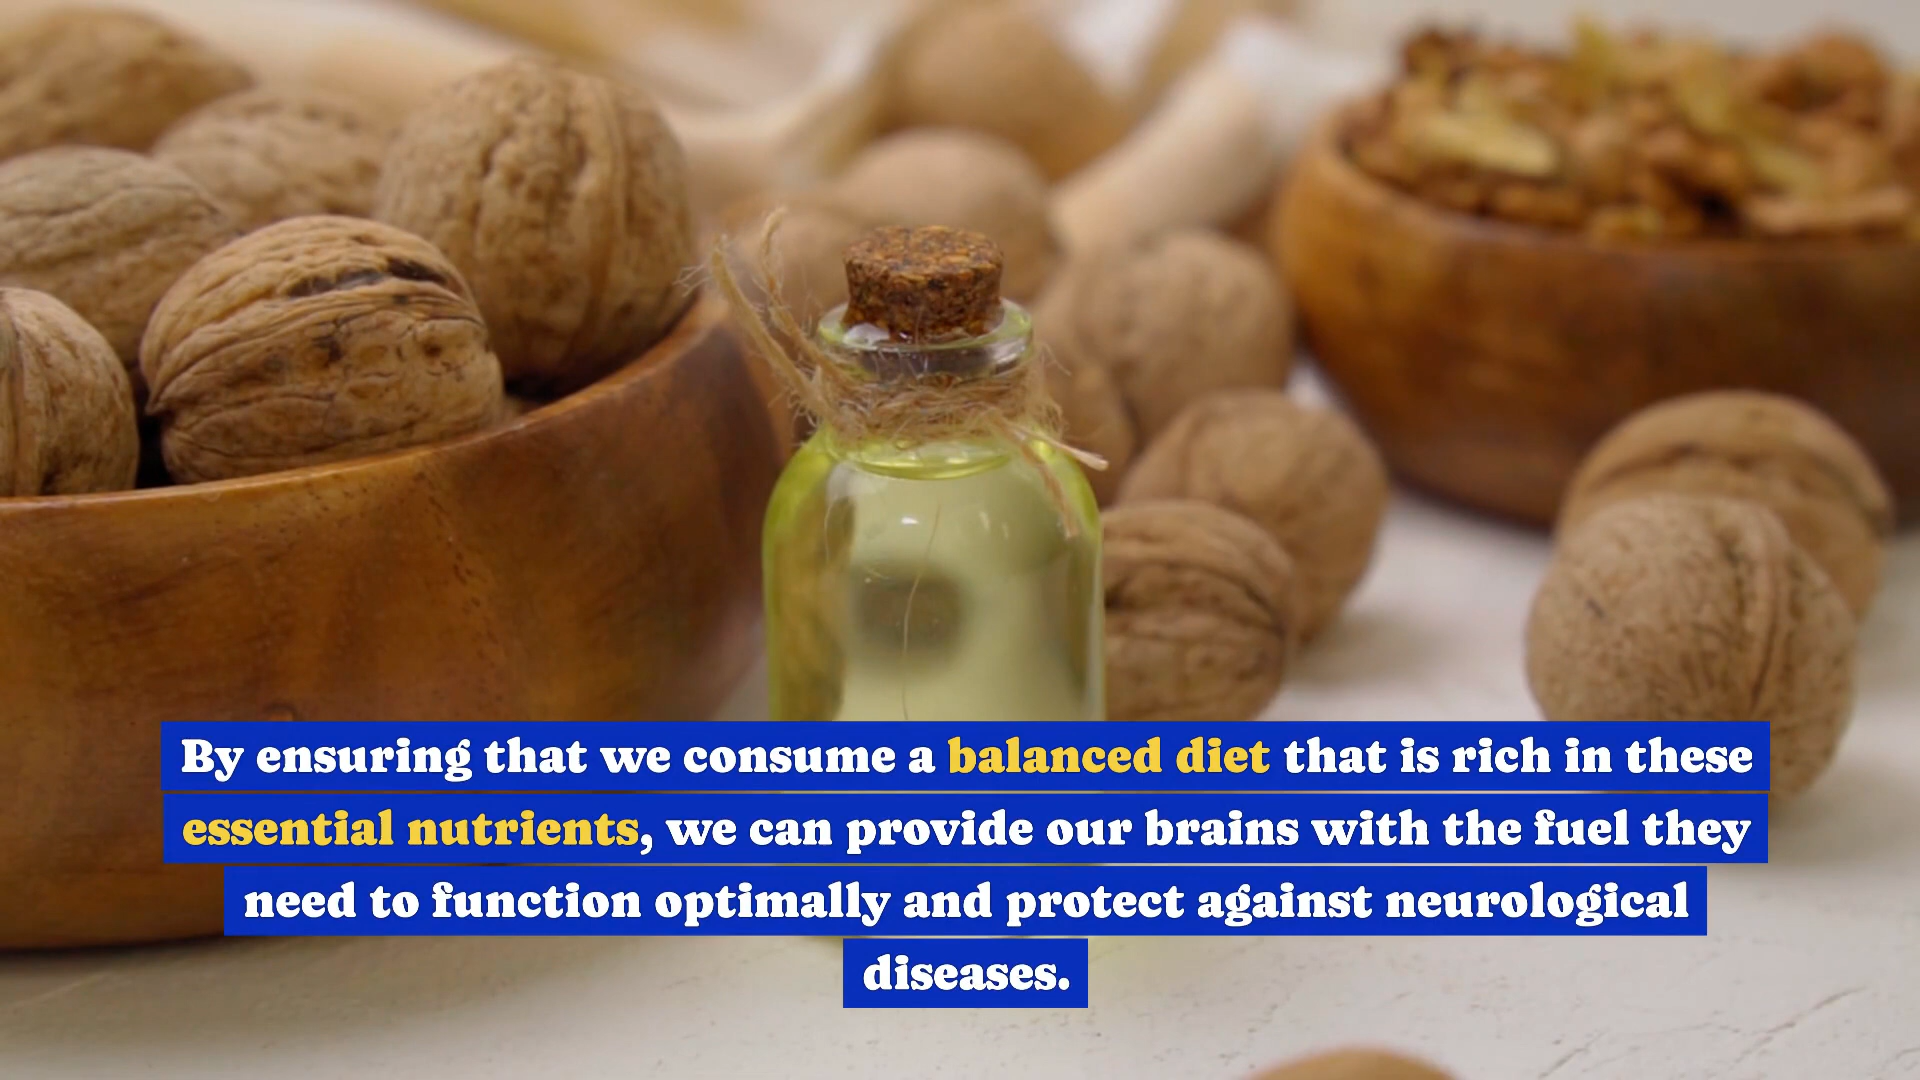 By ensuring that we consume a balanced diet that is rich in these
essential nutrients, we can provide our brains with the fuel they
need to function optimally and protect against neurological
diseases.